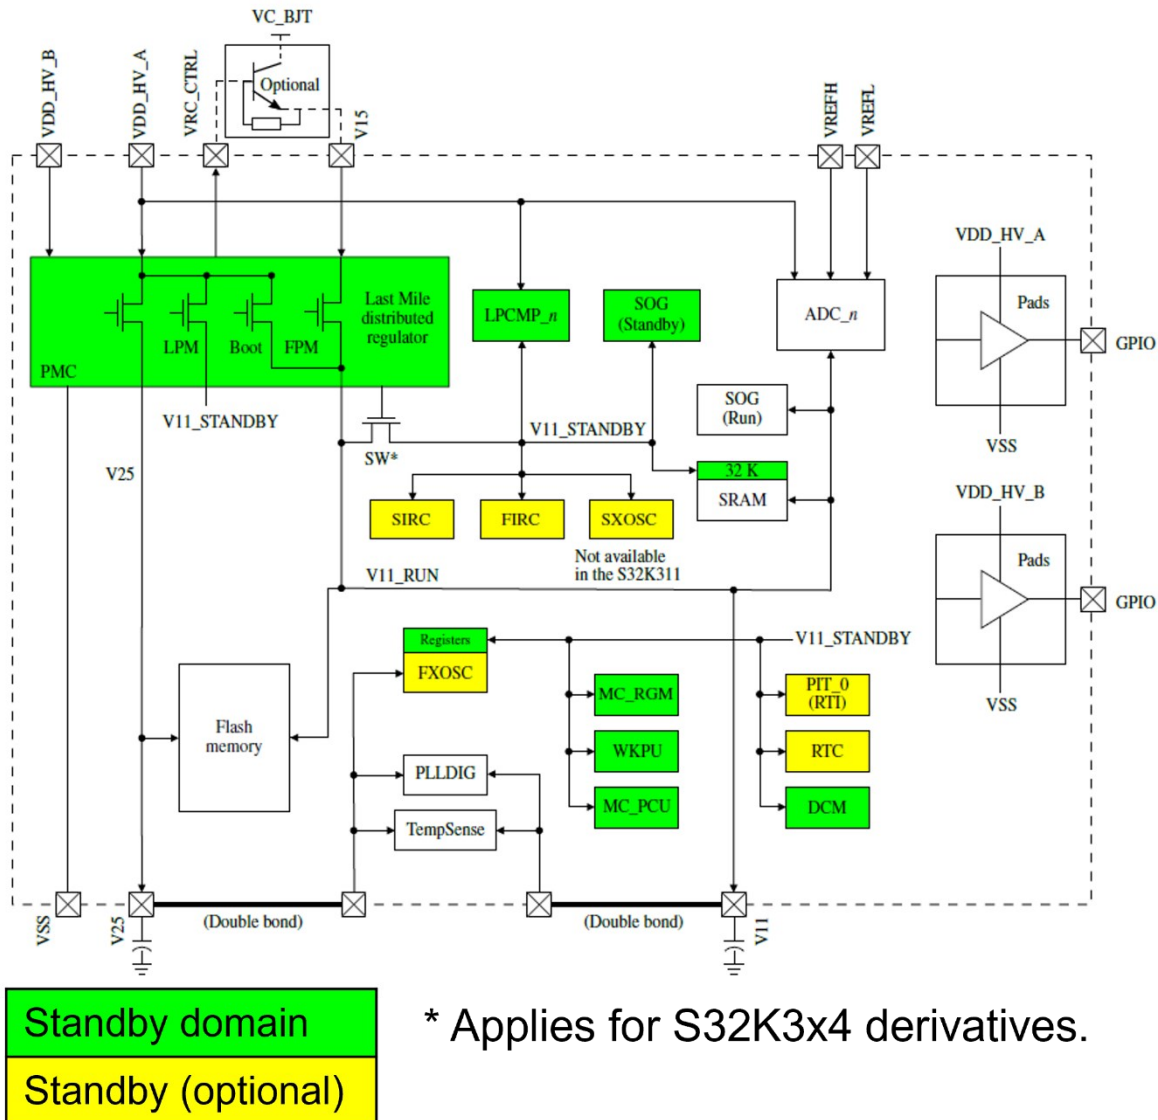 VC_BJT
VDD_HV_B
VDD_HV_A
VRC_CTRL
Optional
V15
VREFH
VREFL
VDD_HV_A
Pads
GPIO
VSS
Last Mile
distributed
regulator
LPM
Boot
FPM
PMC
V11_STANDBY
V25
SW*
LPCMP_n
SOG
(Standby)
ADC_n
SOG
(Run)
V11_STANDBY
32 K
SRAM
SIRC
FIRC
SXOSC
Not available
in the S32K311
VDD_HV_B
Pads
GPIO
VSS
V11_RUN
Registers
FXOSC
V11_STANDBY
MC_RGM
PIT_0
(RTI)
Flash
memory
WKPU
RTC
PLLDIG
MC_PCU
DCM
TempSense
VSS
V25
(Double bond)
(Double bond)
V11
Standby domain
* Applies for S32K3x4 derivatives.
Standby (optional)